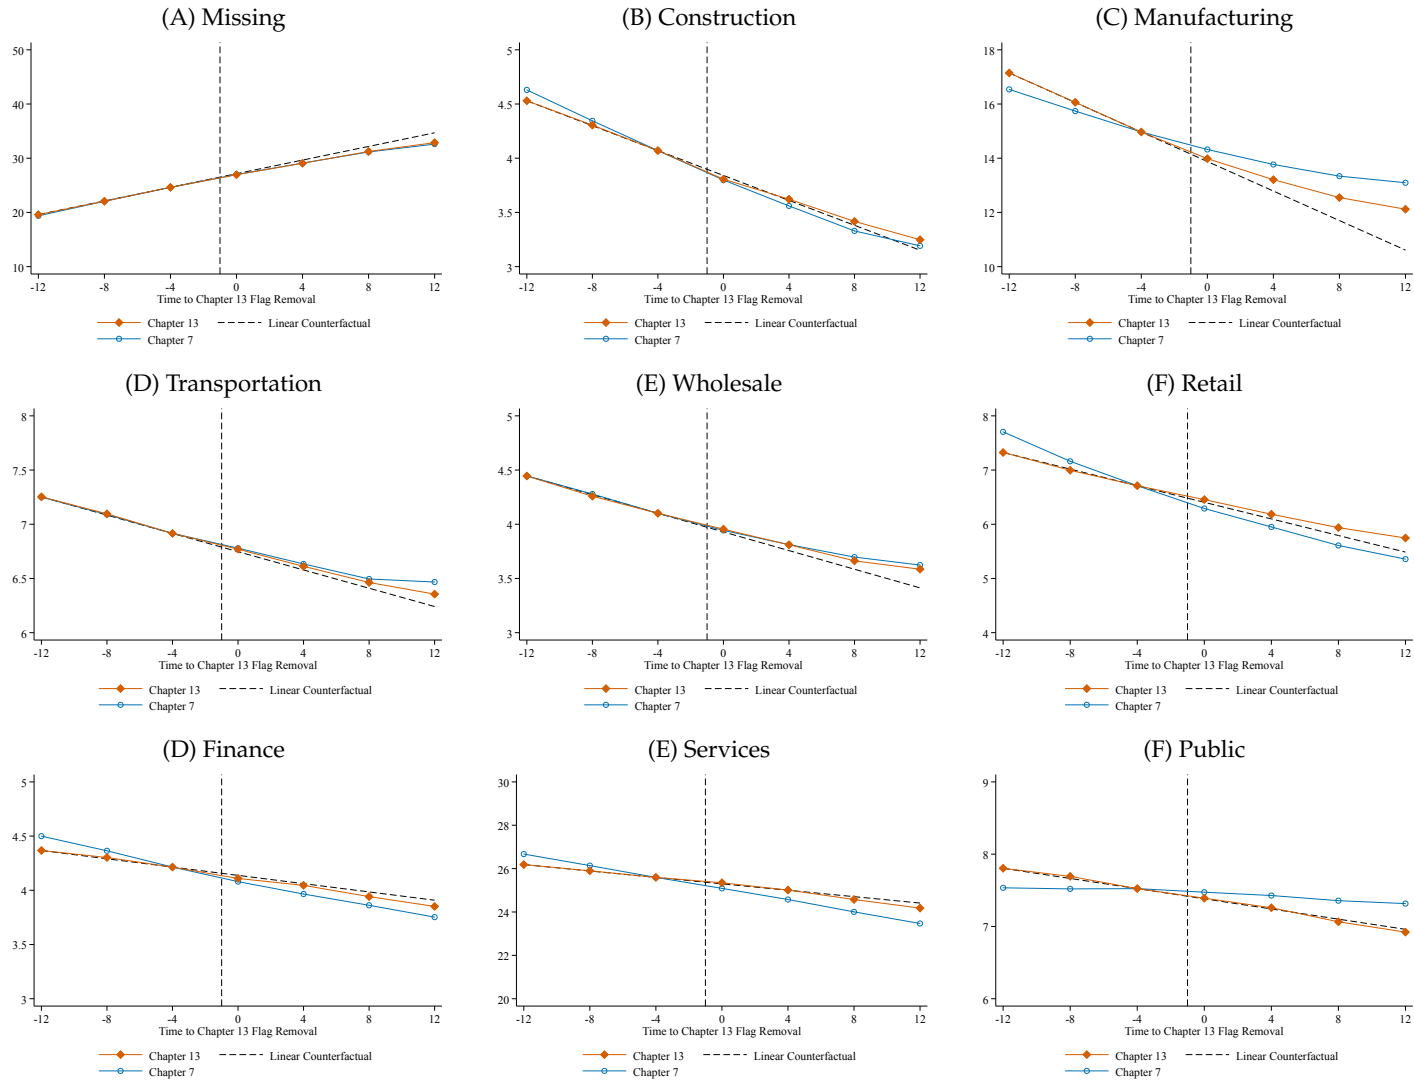 (A) Missing
50
40
30
20
10
-12 -8 -4 0 4 8 12
Time to Chapter 13 Flag Removal
Chapter 13 Linear Counterfactual
Chapter 7
(B) Construction
5
4.5
4
3.5
3
-12 -8 -4 0 4 8 12
Time to Chapter 13 Flag Removal
Chapter 13 Linear Counterfactual
Chapter 7
(C) Manufacturing
18
16
14
12
10
-12 -8 -4 0 4 8 12
Time to Chapter 13 Flag Removal
Chapter 13 Linear Counterfactual
Chapter 7
(D) Transportation
8
7.5
7
6.5
6
-12 -8 -4 0 4 8 12
Time to Chapter 13 Flag Removal
Chapter 13 Linear Counterfactual
Chapter 7
(E) Wholesale
5
4.5
4
3.5
3
-12 -8 -4 0 4 8 12
Time to Chapter 13 Flag Removal
Chapter 13 Linear Counterfactual
Chapter 7
(F) Retail
8
7
6
5
4
-12 -8 -4 0 4 8 12
Time to Chapter 13 Flag Removal
Chapter 13 Linear Counterfactual
Chapter 7
(D) Finance
5
4.5
4
3.5
3
-12 -8 -4 0 4 8 12
Time to Chapter 13 Flag Removal
Chapter 13 Linear Counterfactual
Chapter 7
(E) Services
30
28
26
24
22
20
-12 -8 -4 0 4 8 12
Time to Chapter 13 Flag Removal
Chapter 13 Linear Counterfactual
Chapter 7
(F) Public
9
8
7
6
-12 -8 -4 0 4 8 12
Time to Chapter 13 Flag Removal
Chapter 13 Linear Counterfactual
Chapter 7